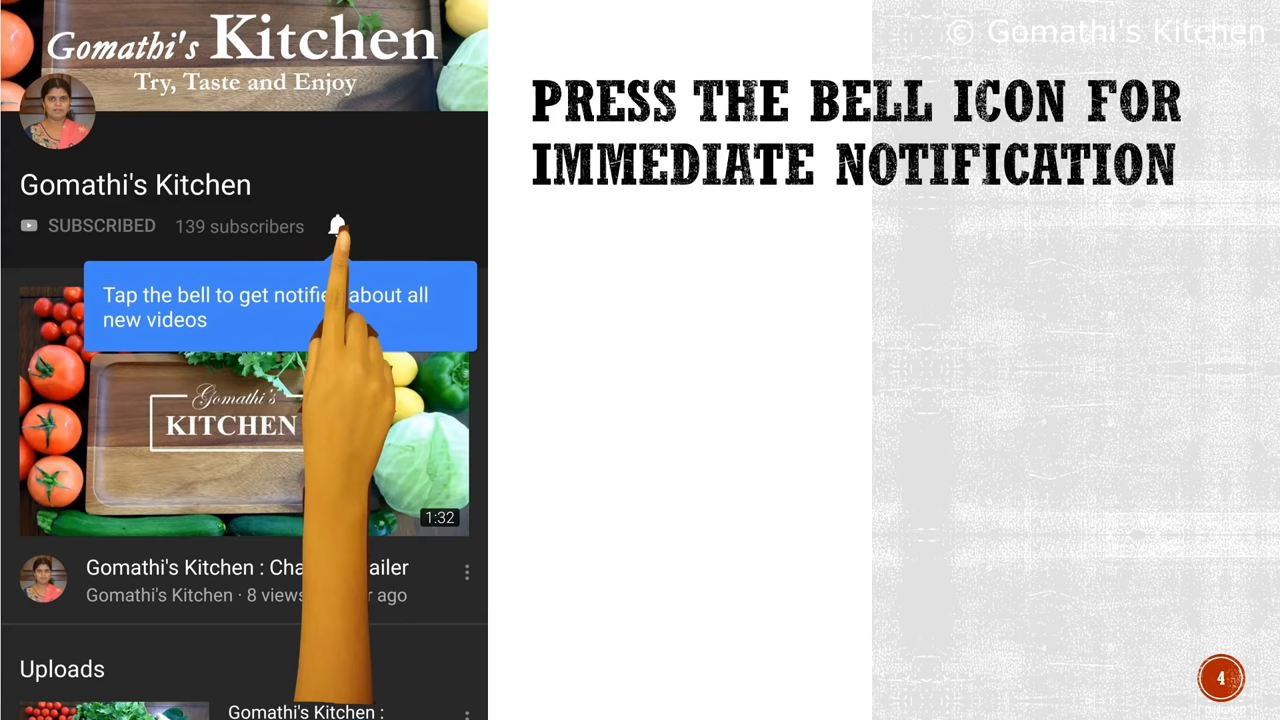 Gomathi's Kitchen
Try, Taste and Enjoy
Gomathi's Kitchen
SUBSCRIBED 139 subscribers
Tap the bell to get notifie about all
new videos
Gomathi's
KITCHEN
1:32
Gomathi's Kitchen : Cha ailer
Gomathi's Kitchen · 8 views r ago
Uploads
Gomathi's Kitchen :
© Gomathi's Kitchen
PRESS THE BELL ICON FOR
IMMEDIATE NOTIFICATION
4